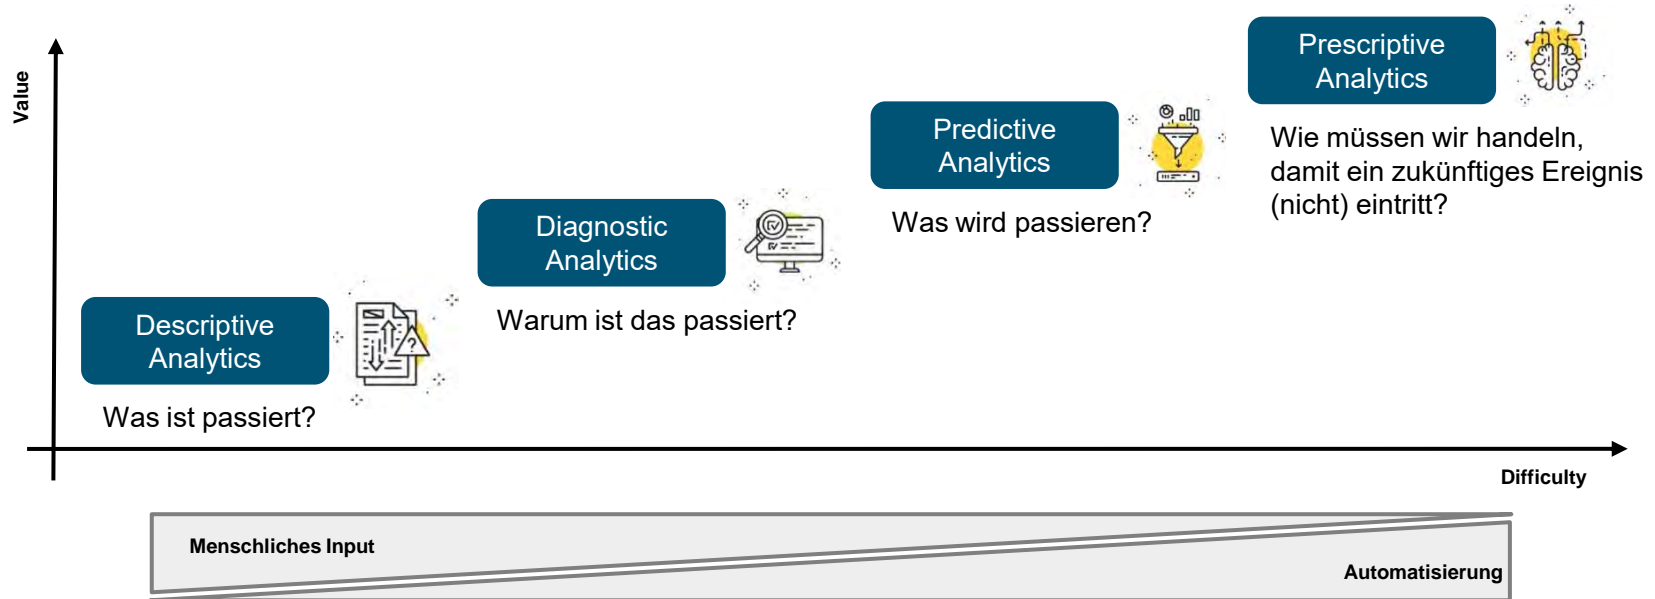 Value
Descriptive
Analytics
Was ist passiert?
Diagnostic
Analytics
Warum ist das passiert?
Predictive
Analytics
Was wird passieren?
Prescriptive
Analytics
Wie müssen wir handeln,
damit ein zukünftiges Ereignis
(nicht) eintritt?
?
Difficulty
Menschliches Input
Automatisierung